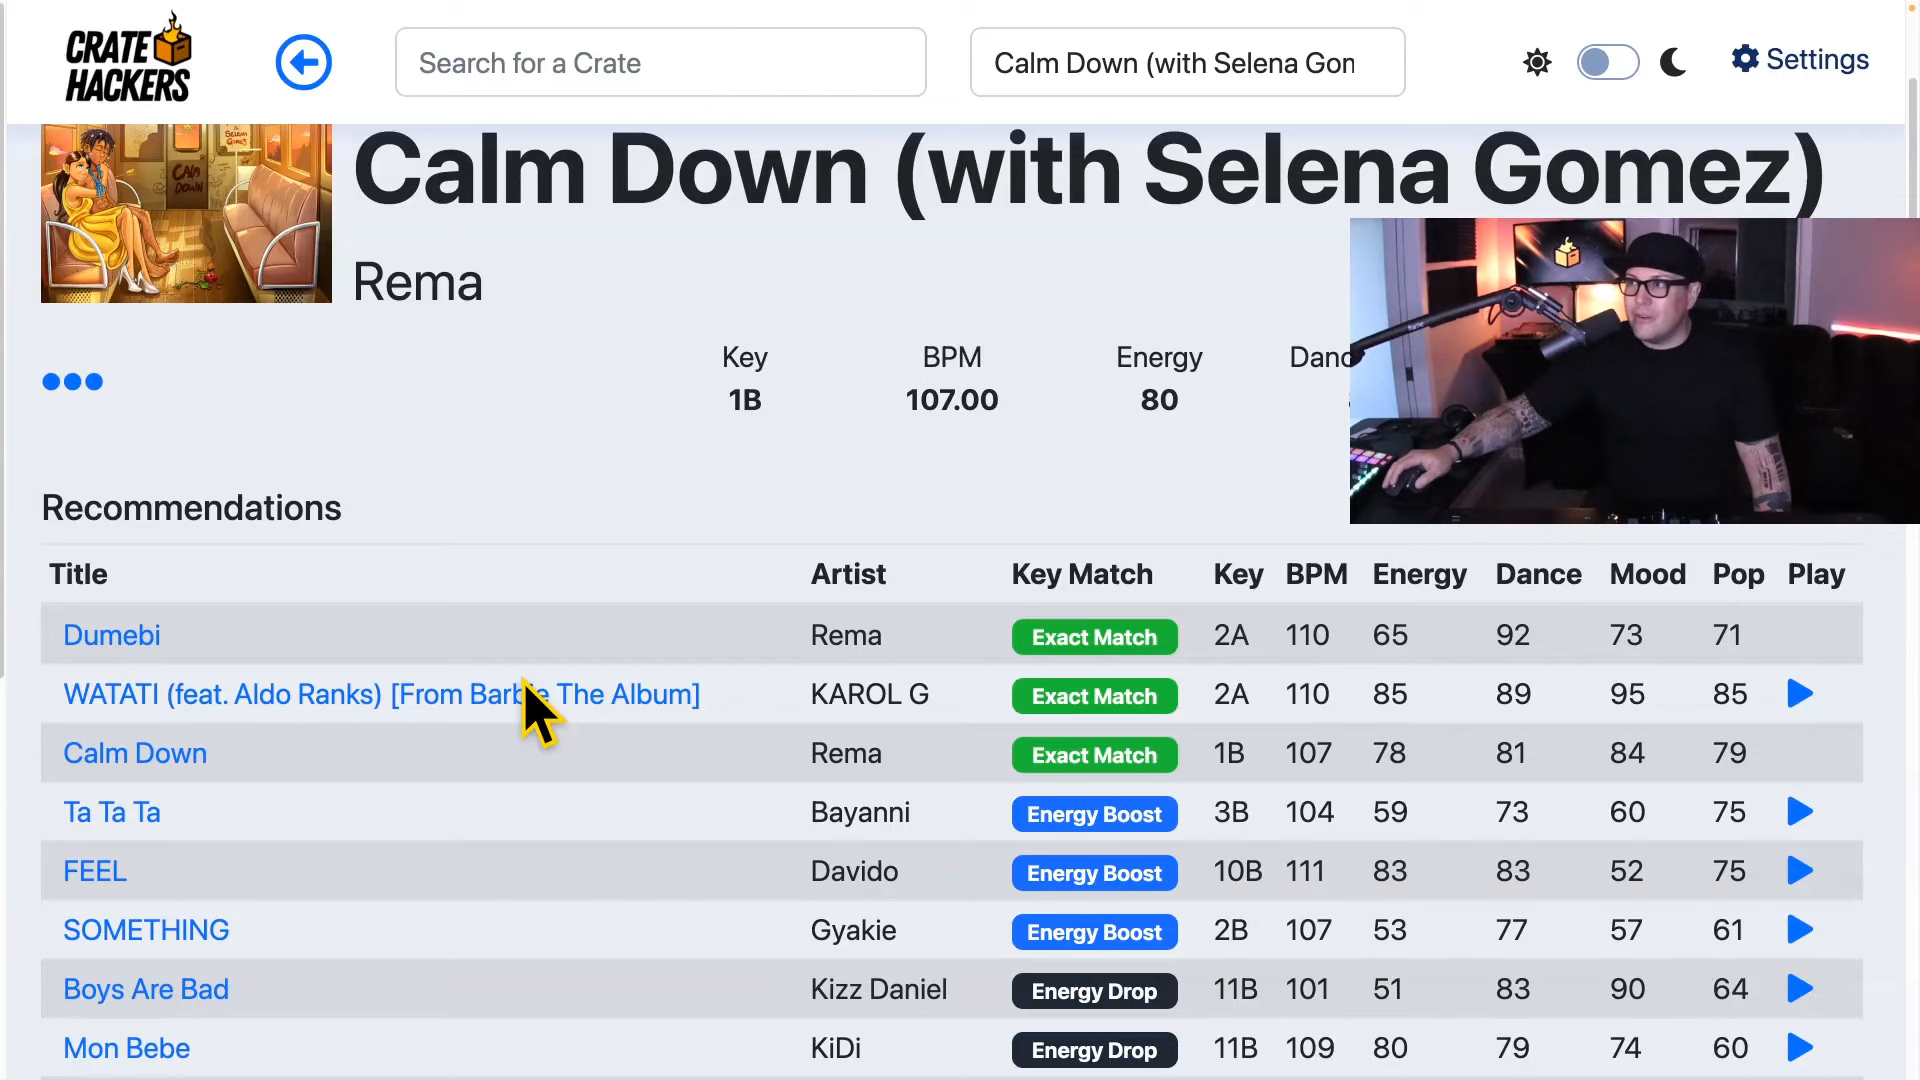 CRATE
HACKERS
Search for a Crate
Calm Down (with Selena Gon
Settings
SELENA
GOMEZ
CALM
DOWN
Calm Down (with Selena Gomez)
Rema
Key
BPM
Energy
Danc
1B
107.00
80
Recommendations
Title Artist Key Match Key BPM Energy Dance Mood Pop Play
Dumebi Rema Exact Match 2A 110 65 92 73 71
WATATI (feat. Aldo Ranks) [From Barbie The Album] KAROL G Exact Match 2A 110 85 89 95 85
Calm Down Rema Exact Match 1B 107 78 81 84 79
Ta Ta Ta Bayanni Energy Boost 3B 104 59 73 60 75
FEEL Davido Energy Boost 10B 111 83 83 52 75
SOMETHING Gyakie Energy Boost 2B 107 53 77 57 61
Boys Are Bad Kizz Daniel Energy Drop 11B 101 51 83 90 64
Mon Bebe KiDi Energy Drop 11B 109 80 79 74 60